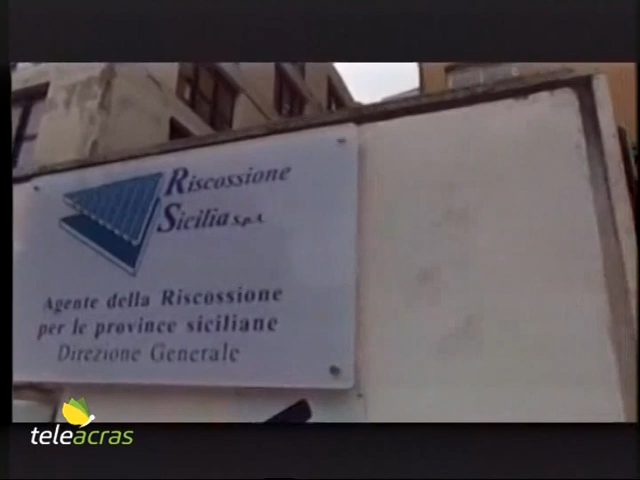 Riscossione
Sicilia s.p.a.
Agente della Riscossione
per le province siciliane
Direzione Generale
teleacras